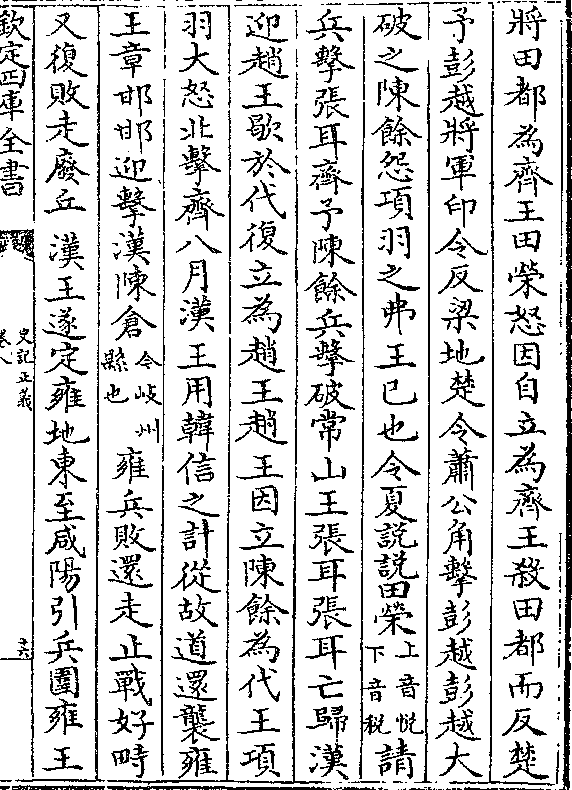 將田都為齊王田榮怒因自立為齊王殺田都而反楚
予彭越將軍印令反梁地楚令蕭公角擊彭越彭越大
破之陳餘怨項羽之弗王已也令夏說說田榮上音悅下音稅請
兵擊張耳齊予陳餘兵擊破常山王張耳張耳亡歸漢
迎趙王歇於代復立為趙王趙王因立陳餘為代王項
羽大怒北擊齊八月漢王用韓信之計從故道還襲雍
王章邯邯迎擊漢陳倉今岐州縣也雍兵敗還走止戰好畤
又復敗走廢丘漢王遂定雍地東至咸陽引兵圍雍王
欽定四庫全書
史記正義
卷八
十六